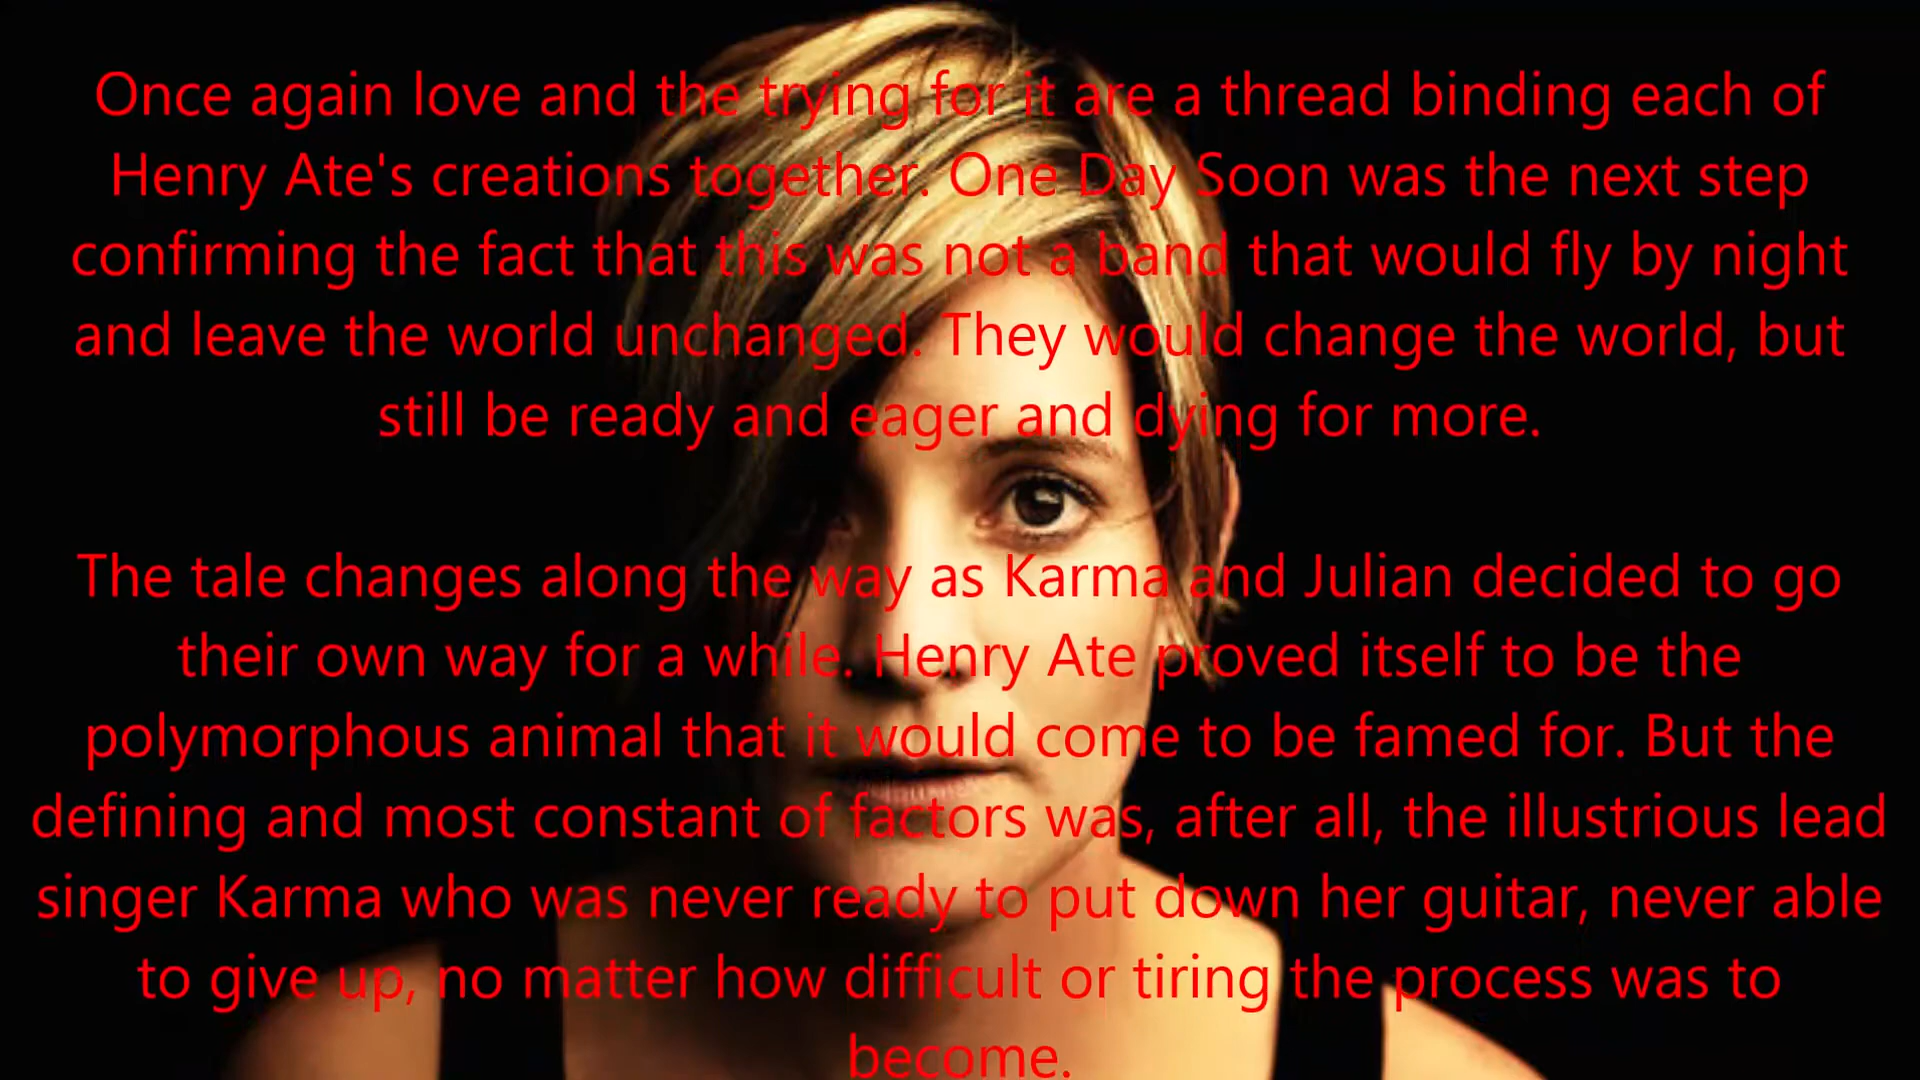 Once again love and the trying for it are a thread binding each of
Henry Ate's creations together. One Day Soon was the next step
confirming the fact that this was not a band that would fly by night
and leave the world unchanged. They would change the world, but
still be ready and eager and dying for more.
The tale changes along the way as Karma and Julian decided to go
their own way for a while. Henry Ate proved itself to be the
polymorphous animal that it would come to be famed for. But the
defining and most constant of factors was, after all, the illustrious lead
singer Karma who was never ready to put down her guitar, never able
to give up, no matter how difficult or tiring the process was to
become.